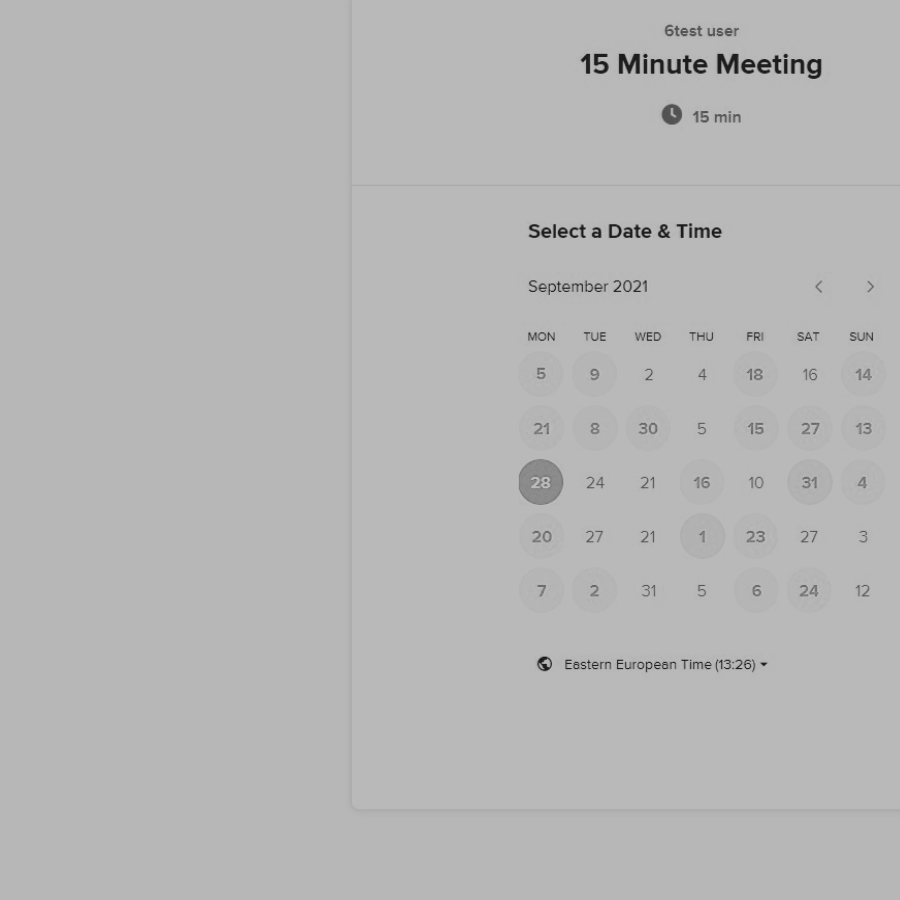 6test user
15 Minute Meeting
15 min
Select a Date & Time
September 2021
MON TUE WED THU FRI SAT SUN
5 9 2 4 18 16 14
21 8 30 5 15 27 13
28 24 21 16 10 31 4
20 27 21 1 23 27 3
7 2 31 5 6 24 12
Eastern European Time (13:26)